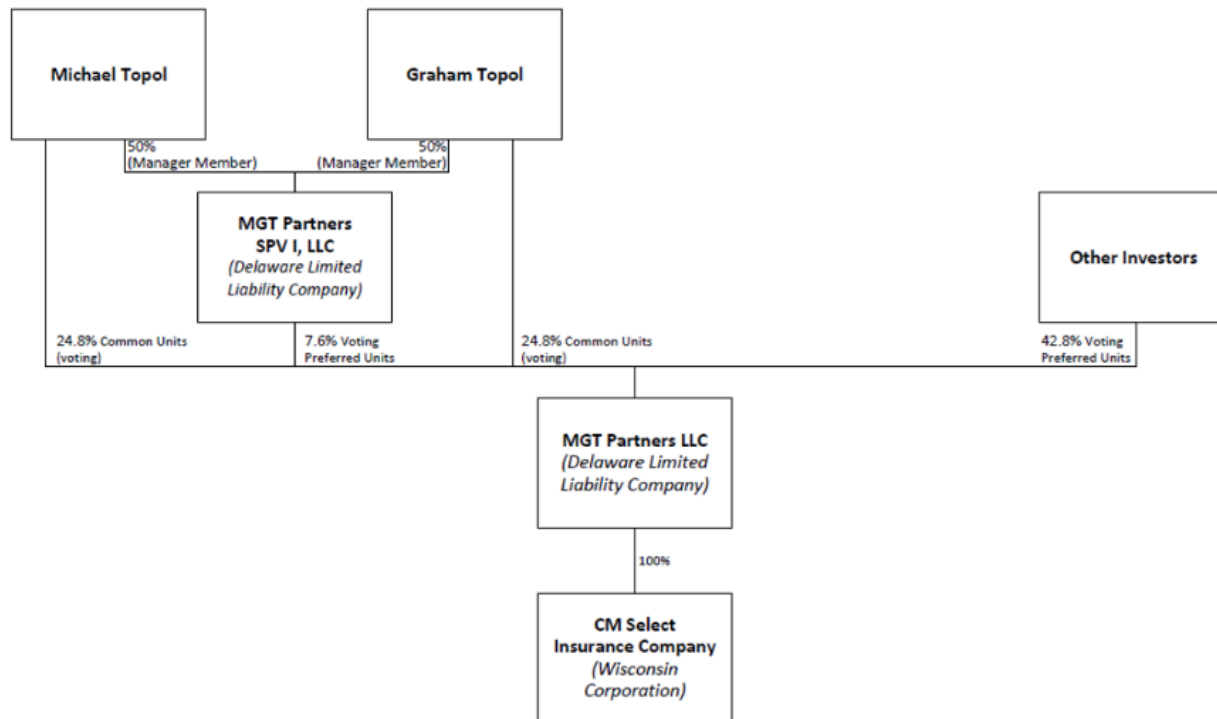 Michael Topol
Graham Topol
50%
(Manager Member)
50%
(Manager Member)
MGT Partners
SPV I, LLC
(Delaware Limited
Liability Company)
Other Investors
24.8% Common Units
(voting)
7.6% Voting
Preferred Units
24.8% Common Units
(voting)
42.8% Voting
Preferred Units
MGT Partners LLC
(Delaware Limited
Liability Company)
100%
CM Select
Insurance Company
(Wisconsin
Corporation)